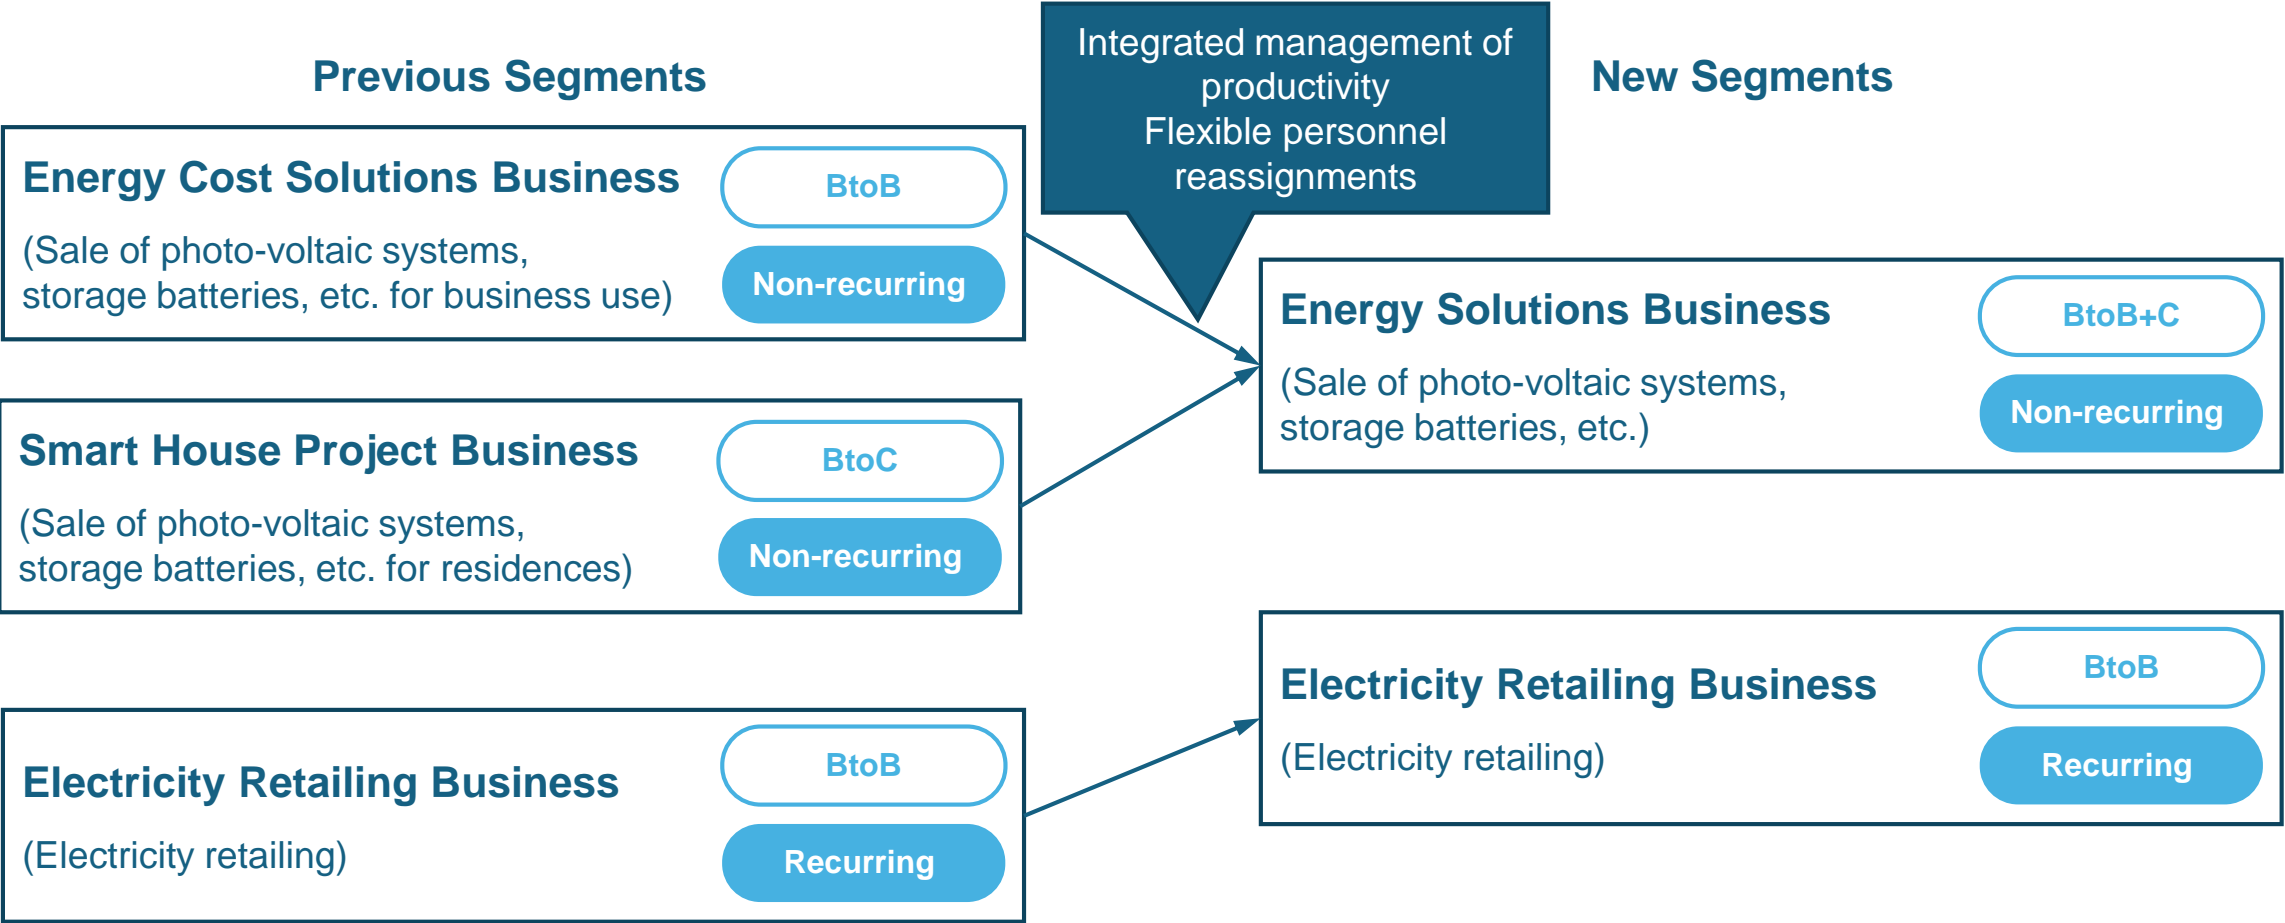 Previous Segments
Energy Cost Solutions Business
(Sale of photo-voltaic systems,
storage batteries, etc. for business use)
BtoB
Non-recurring
Smart House Project Business
(Sale of photo-voltaic systems,
storage batteries, etc. for residences)
BtoC
Non-recurring
Electricity Retailing Business
(Electricity retailing)
BtoB
Recurring
Integrated management of
productivity
Flexible personnel
reassignments
New Segments
Energy Solutions Business
(Sale of photo-voltaic systems,
storage batteries, etc.)
BtoB+C
Non-recurring
Electricity Retailing Business
(Electricity retailing)
BtoB
Recurring